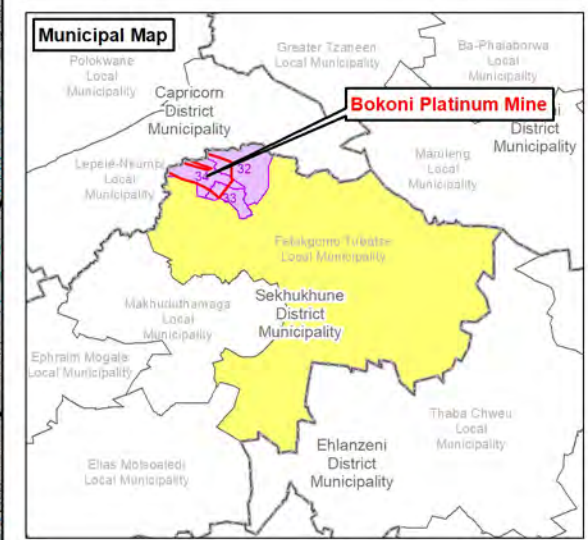 Municipal Map
Polokwane
Local
Municipality
Greater Tzaneen
Local Municipality
Ba-Phalaborwa
Local
Municipality
Capricorn
District
Municipality
Bokoni Platinum Mine
District
Municipality
Lepele-Nkumpi
Local
Municipality
Maruleng
Local
Municipality
32
34
33
Fetakgomo Tubatse
Local Municipality
Sekhukhune
District
Municipality
Makhuduthamaga
Local
Municipality
Ephraim Mogale
Local Municipality
Thaba Chweu
Local
Municipality
Ehlanzeni
District
Municipality
Elias Motsoaledi
Local Municipality